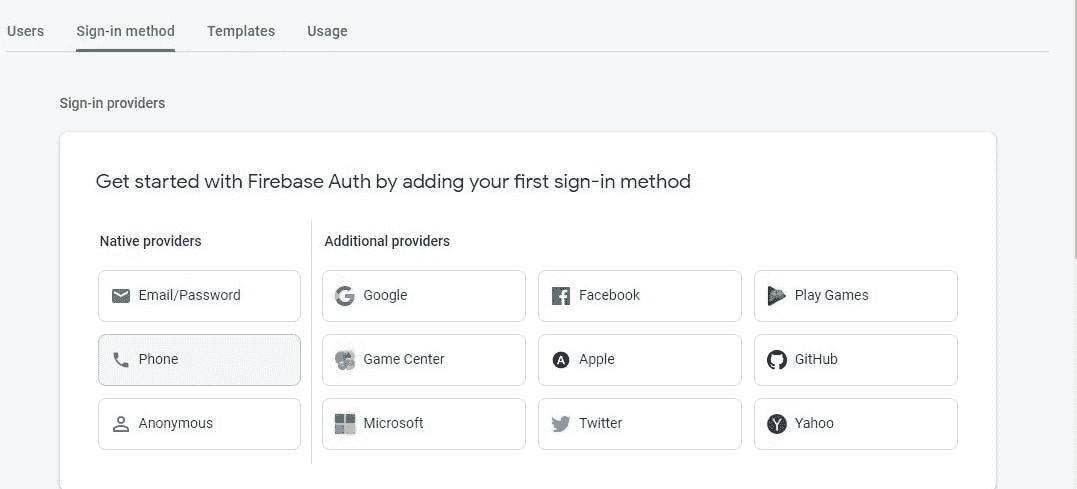 Users Sign-in method Templates Usage
Sign-in providers
Get started with Firebase Auth by adding your first sign-in method
Native providers Additional providers
Email/Password Google Facebook Play Games
Phone Game Center Apple GitHub
Anonymous Microsoft Twitter Yahoo